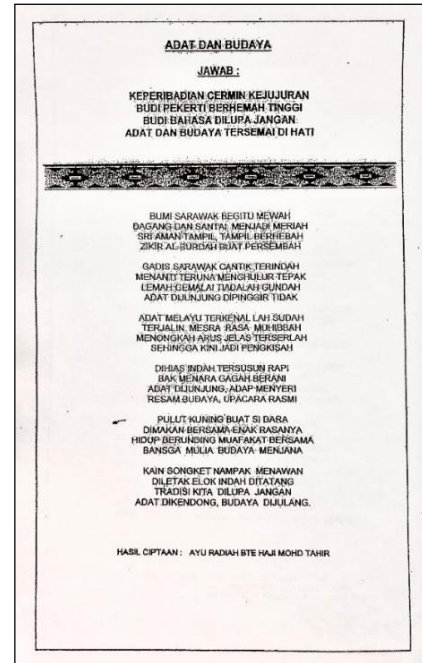 ADAT DAN BUDAYA
JAWAB :
KEPERIBADIAN CERMIN KEJUJURAN
BUDI PEKERTI BERHEMAH TINGGI
BUDI BAHASA DILUPA JANGAN
ADAT DAN BUDAYA TERSEMAI DI HATI
BUMI SARAWAK BEGITU MEWAH
DAGANG DAN SANTAI MENJADI MERIAH
SRI AMAN TAMPIL, TAMPIL BERHEBAH
ZIKIR AL-BURDAH BUAT PERSEMBAH
GADIS SARAWAK CANTIK TERINDAH
MENANTI TERUNA MENGHULUR TEPAK
LEMAH GEMALAI TIADALAH GUNDAH
ADAT DIJUNJUNG DIPINGGIR TIDAK
ADAT MELAYU TERKENAL LAH SUDAH
TERJALIN MESRA RASA MUHIBBAH
MENONGKAH ARUS JELAS TERSERLAH
SEHINGGA KINI JADI PENGKISAH
DIHIAS INDAH TERSUSUN RAPI
BAK MENARA GAGAH BERANI
ADAT DIJUNJUNG, ADAP MENYERI
RESAM BUDAYA, UPACARA RASMI
PULUT KUNING BUAT SI DARA
DIMAKAN BERSAMA ENAK RASANYA
HIDUP BERUNDING MUAFAKAT BERSAMA
BANSGA MULIA BUDAYA MENJANA
KAIN SONGKET NAMPAK MENAWAN
DILETAK ELOK INDAH DITATANG
TRADISI KITA DILUPA JANGAN
ADAT DIKENDONG, BUDAYA DIJULANG.
HASIL CIPTAAN : AYU RADIAH BTE HAJI MOHD TAHIR